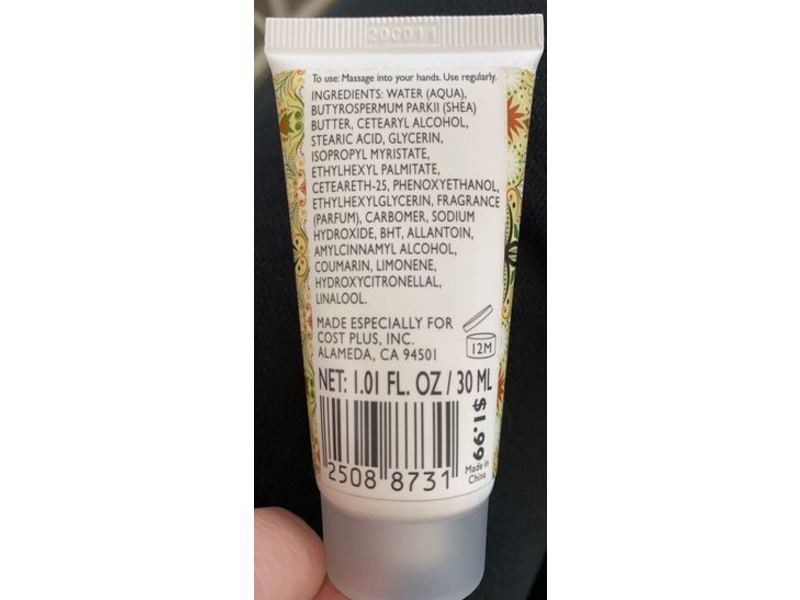 200011
To use: Massage into your hands. Use regularly.
INGREDIENTS: WATER (AQUA),
BUTYROSPERMUM PARKII (SHEA)
BUTTER, CETEARYL ALCOHOL,
STEARIC ACID, GLYCERIN,
ISOPROPYL MYRISTATE,
ETHYLHEXYL PALMITATE,
CETEARETH-25, PHENOXYETHANOL,
ETHYLHEXYLGLYCERIN, FRAGRANCE
(PARFUM), CARBOMER, SODIUM
HYDROXIDE, BHT, ALLANTOIN,
AMYLCINNAMYL ALCOHOL,
COUMARIN, LIMONENE,
HYDROXYCITRONELLAL,
LINALOOL.
MADE ESPECIALLY FOR
COST PLUS, INC.
ALAMEDA, CA 94501
12M
NET: 1.01 FL. OZ / 30 ML
$1.99
Made in
China
2508 8731